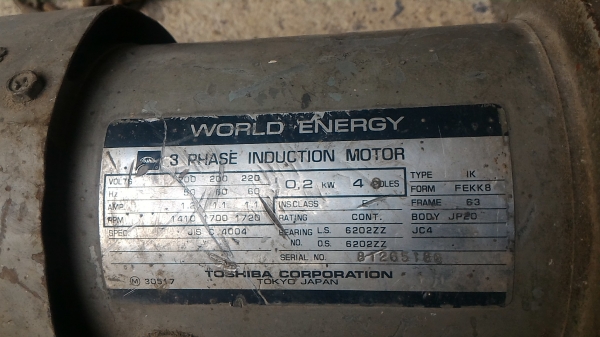 WORLD ENERGY
3 PHASE INDUCTION MOTOR
VOLTS 200 220
Hz 60 60
AMP 1.2 1.1 1.1
RPM 1410 1700 1720
SPEC JIS C 4004
0.2 KW 4 POLES
INS.CLASS
RATING CONT.
BEARING L.S. 6202ZZ
NO. O.S. 6202ZZ
SERIAL NO.
TYPE IK
FORM FEKK8
FRAME 63
BODY JP20
JC4
TOSHIBA CORPORATION
TOKYO JAPAN
M 30517